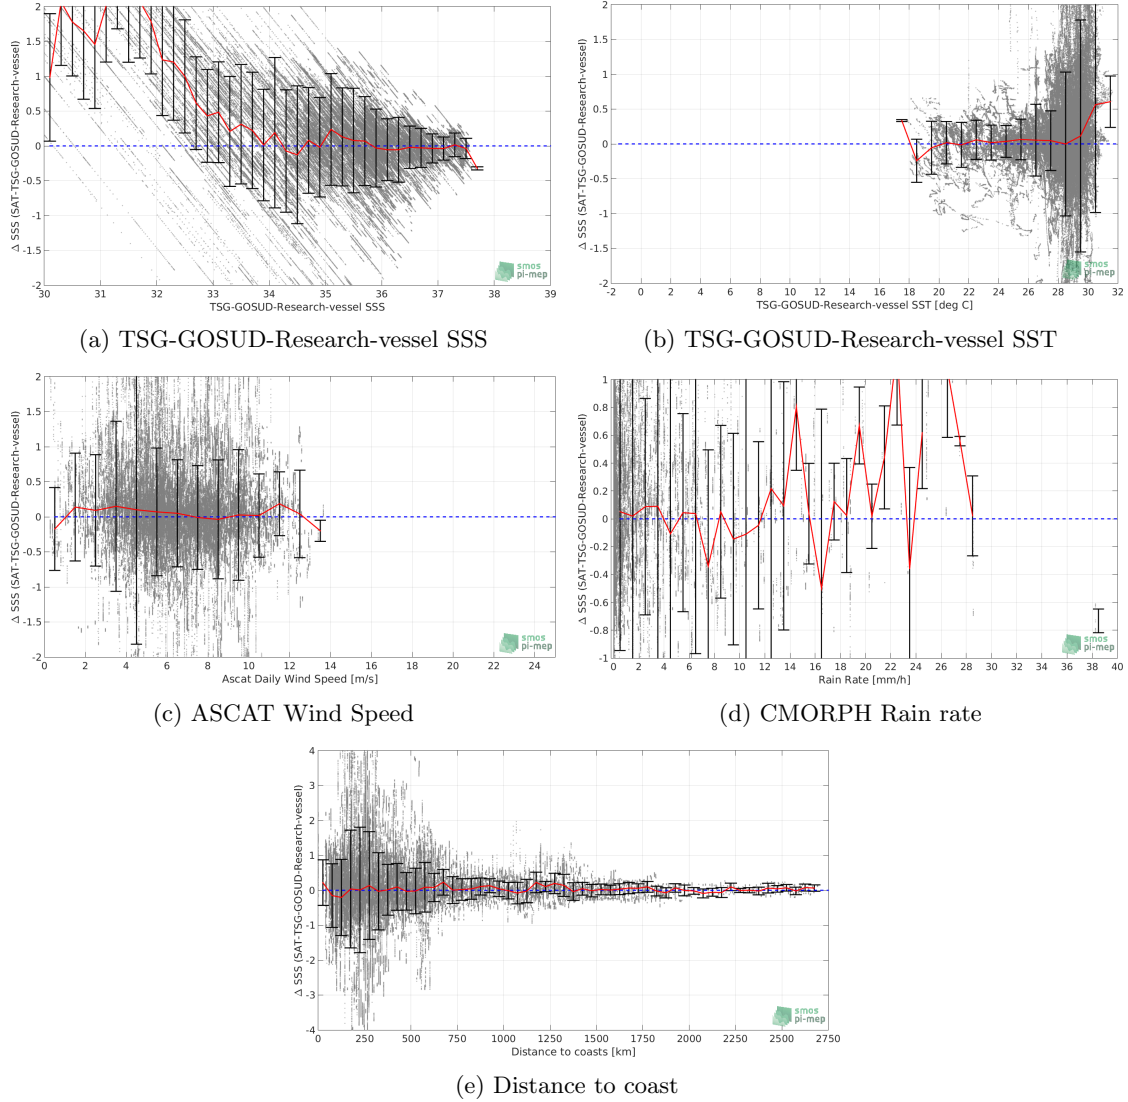 Δ SSS (SAT-TSG-GOSUD-Research-vessel)
2
1.5
1
0.5
0
-0.5
-1
-1.5
-2
30 31 32 33 34 35 36 37 38 39
TSG-GOSUD-Research-vessel SSS
smos
pi-mep
(a) TSG-GOSUD-Research-vessel SSS
Δ SSS (SAT-TSG-GOSUD-Research-vessel)
2
1.5
1
0.5
0
-0.5
-1
-1.5
-2
-2 0 2 4 6 8 10 12 14 16 18 20 22 24 26 28 30 32
TSG-GOSUD-Research-vessel SST [deg C]
smos
pi-mep
(b) TSG-GOSUD-Research-vessel SST
Δ SSS (SAT-TSG-GOSUD-Research-vessel)
2
1.5
1
0.5
0
-0.5
-1
-1.5
-2
0 2 4 6 8 10 12 14 16 18 20 22 24
Ascat Daily Wind Speed [m/s]
smos
pi-mep
(c) ASCAT Wind Speed
Δ SSS (SAT-TSG-GOSUD-Research-vessel)
1
0.8
0.6
0.4
0.2
0
-0.2
-0.4
-0.6
-0.8
-1
0 2 4 6 8 10 12 14 16 18 20 22 24 26 28 30 32 34 36 38 40
Rain Rate [mm/h]
smos
pi-mep
(d) CMORPH Rain rate
Δ SSS (SAT-TSG-GOSUD-Research-vessel)
4
3
2
1
0
-1
-2
-3
-4
0 250 500 750 1000 1250 1500 1750 2000 2250 2500 2750
Distance to coasts [km]
smos
pi-mep
(e) Distance to coast